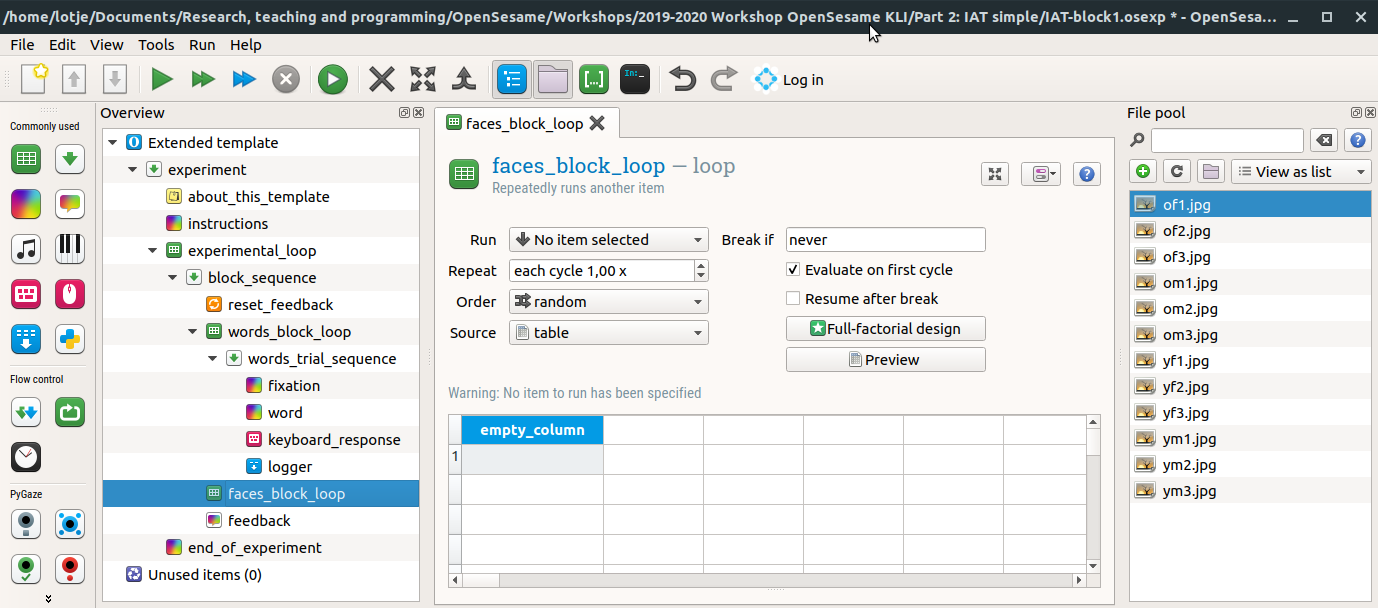 /home/lotje/Documents/Research, teaching and programming/OpenSesame/Workshops/2019-2020 Workshop OpenSesame KLI/Part 2: IAT simple/IAT-block1.osexp * - OpenSesa...
File Edit View Tools Run Help
In:_
Log in
Commonly used
Flow control
PyGaze
Overview
Extended template
experiment
about_this_template
instructions
experimental_loop
block_sequence
reset_feedback
words_block_loop
words_trial_sequence
fixation
word
keyboard_response
logger
faces_block_loop
feedback
end_of_experiment
Unused items (0)
faces_block_loop
faces_block_loop — loop
Repeatedly runs another item
Run No item selected Break if never
Repeat each cycle 1,00 x Evaluate on first cycle
Order random Resume after break
Source table Full-factorial design
Preview
Warning: No item to run has been specified
empty_column
1
File pool
View as list
of1.jpg
of2.jpg
of3.jpg
om1.jpg
om2.jpg
om3.jpg
yf1.jpg
yf2.jpg
yf3.jpg
ym1.jpg
ym2.jpg
ym3.jpg